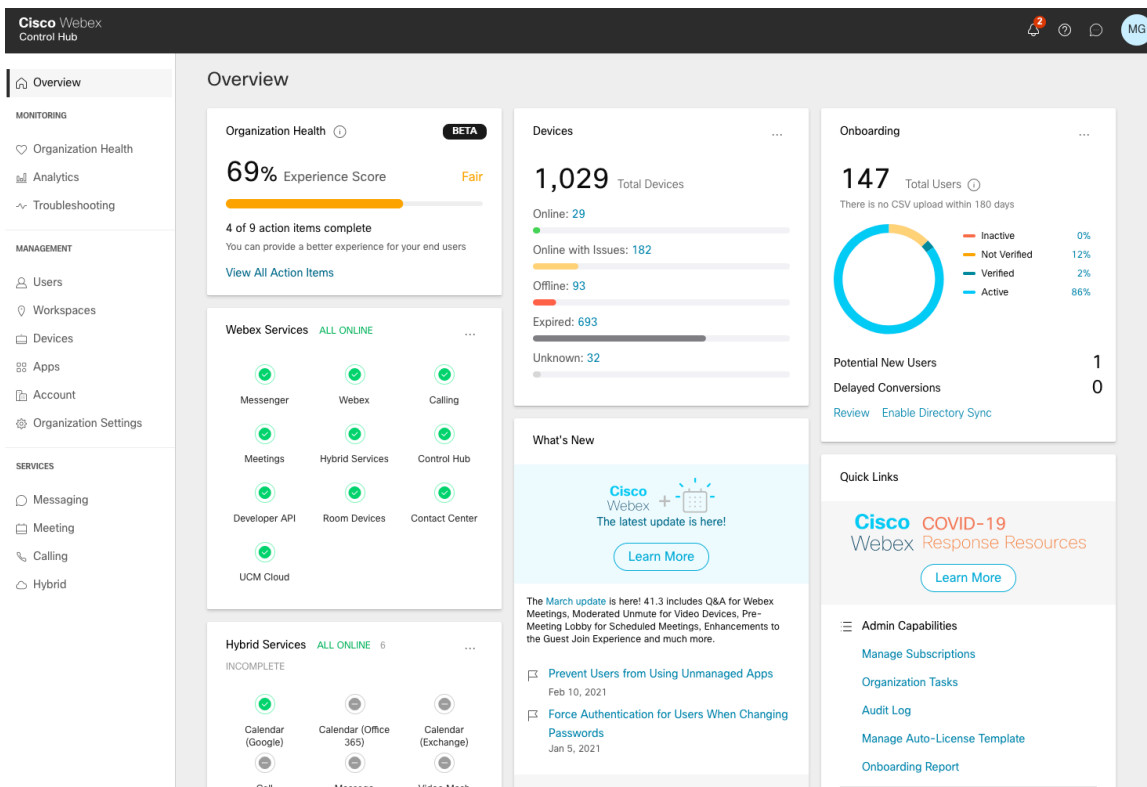 Cisco Webex
Control Hub
2
MG
Overview
MONITORING
Organization Health
Analytics
Troubleshooting
MANAGEMENT
Users
Workspaces
Devices
Apps
Account
Organization Settings
SERVICES
Messaging
Meeting
Calling
Hybrid
Overview
Organization Health
BETA
69% Experience Score
Fair
4 of 9 action items complete
You can provide a better experience for your end users
View All Action Items
Webex Services ALL ONLINE ...
Messenger Webex Calling
Meetings Hybrid Services Control Hub
Developer API Room Devices Contact Center
UCM Cloud
Hybrid Services ALL ONLINE 6 ...
INCOMPLETE
Calendar (Google)
Calendar (Office 365)
Calendar (Exchange)
Devices ...
1,029 Total Devices
Online: 29
Online with Issues: 182
Offline: 93
Expired: 693
Unknown: 32
What's New
Cisco
Webex +
The latest update is here!
Learn More
The March update is here! 41.3 includes Q&A for Webex
Meetings, Moderated Unmute for Video Devices, Pre-
Meeting Lobby for Scheduled Meetings, Enhancements to
the Guest Join Experience and much more.
Prevent Users from Using Unmanaged Apps
Feb 10, 2021
Force Authentication for Users When Changing
Passwords
Jan 5, 2021
Onboarding ...
147 Total Users
There is no CSV upload within 180 days
Inactive 0%
Not Verified 12%
Verified 2%
Active 86%
Potential New Users 1
Delayed Conversions 0
Review Enable Directory Sync
Quick Links
Cisco COVID-19
Webex Response Resources
Learn More
Admin Capabilities
Manage Subscriptions
Organization Tasks
Audit Log
Manage Auto-License Template
Onboarding Report